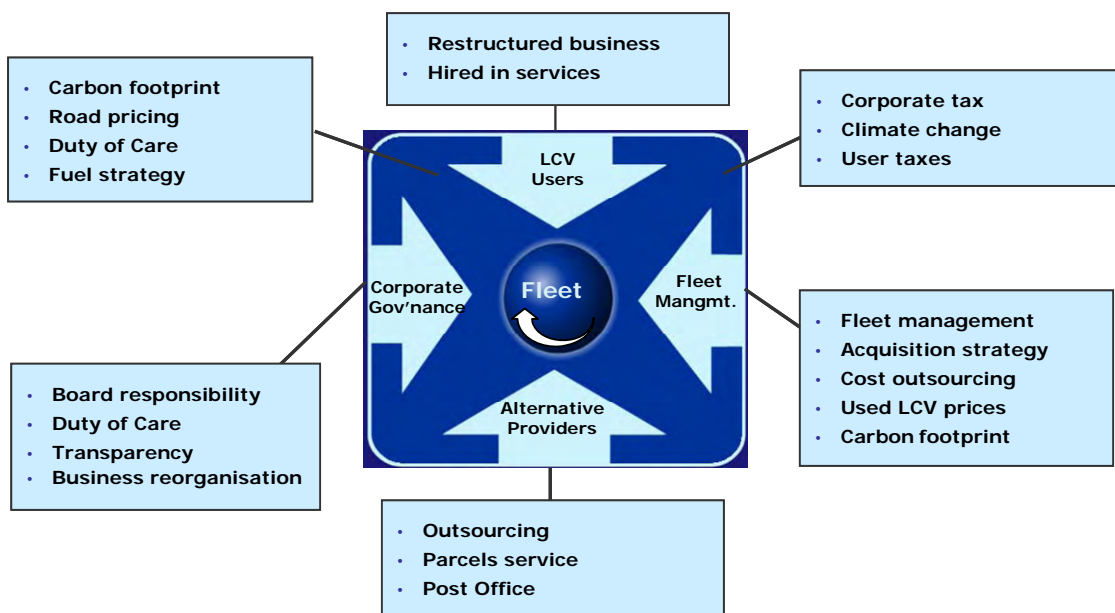 • Restructured business
• Hired in services
• Carbon footprint
• Road pricing
• Duty of Care
• Fuel strategy
• Corporate tax
• Climate change
• User taxes
LCV
Users
Corporate
Gov'nance
Fleet
Fleet
Mangmt.
Alternative
Providers
• Board responsibility
• Duty of Care
• Transparency
• Business reorganisation
• Fleet management
• Acquisition strategy
• Cost outsourcing
• Used LCV prices
• Carbon footprint
• Outsourcing
• Parcels service
• Post Office